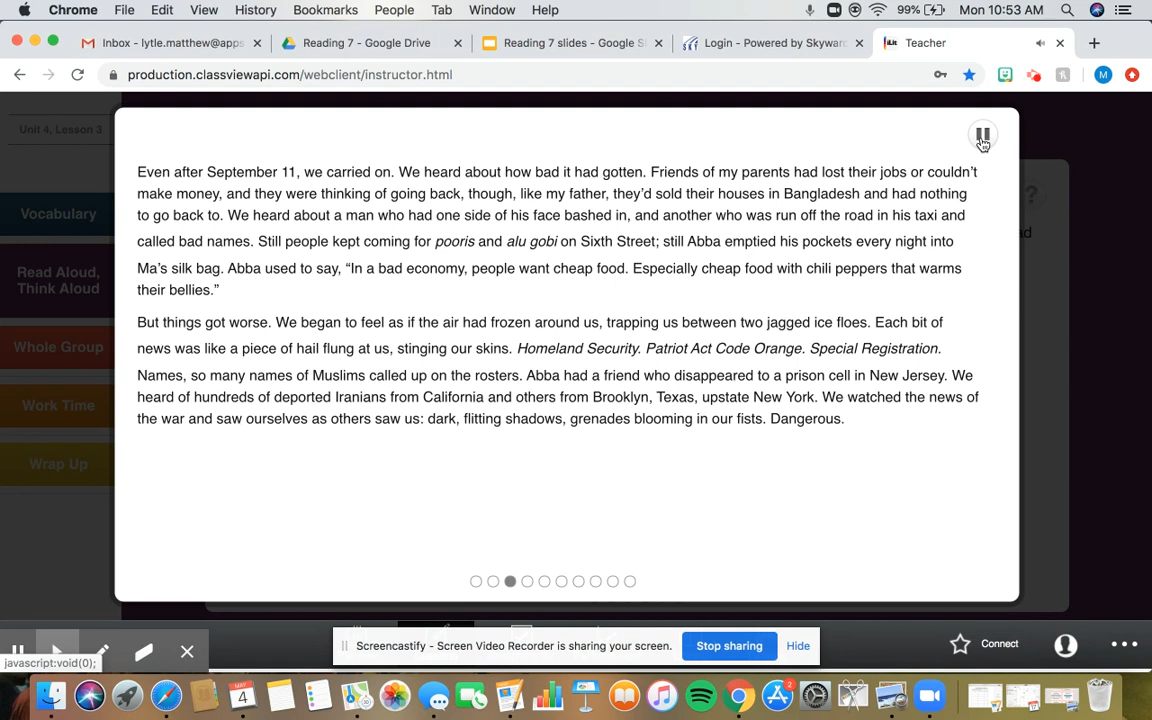 Chrome File Edit View History Bookmarks People Tab Window Help 99% Mon 10:53 AM
Inbox - lytle.matthew@apps Reading 7 - Google Drive Reading 7 slides - Google Sl Login - Powered by Skyward iLit Teacher
production.classviewapi.com/webclient/instructor.html M
Unit 4, Lesson 3
Vocabulary
Read Aloud,
Think Aloud
Whole Group
Work Time
Wrap Up
Even after September 11, we carried on. We heard about how bad it had gotten. Friends of my parents had lost their jobs or couldn’t
make money, and they were thinking of going back, though, like my father, they’d sold their houses in Bangladesh and had nothing
to go back to. We heard about a man who had one side of his face bashed in, and another who was run off the road in his taxi and
called bad names. Still people kept coming for pooris and alu gobi on Sixth Street; still Abba emptied his pockets every night into
Ma’s silk bag. Abba used to say, “In a bad economy, people want cheap food. Especially cheap food with chili peppers that warms
their bellies.”
But things got worse. We began to feel as if the air had frozen around us, trapping us between two jagged ice floes. Each bit of
news was like a piece of hail flung at us, stinging our skins. Homeland Security. Patriot Act Code Orange. Special Registration.
Names, so many names of Muslims called up on the rosters. Abba had a friend who disappeared to a prison cell in New Jersey. We
heard of hundreds of deported Iranians from California and others from Brooklyn, Texas, upstate New York. We watched the news of
the war and saw ourselves as others saw us: dark, flitting shadows, grenades blooming in our fists. Dangerous.
?
ad
Screencastify - Screen Video Recorder is sharing your screen. Stop sharing Hide
Connect
javascript:void(0);
MAY
4
2